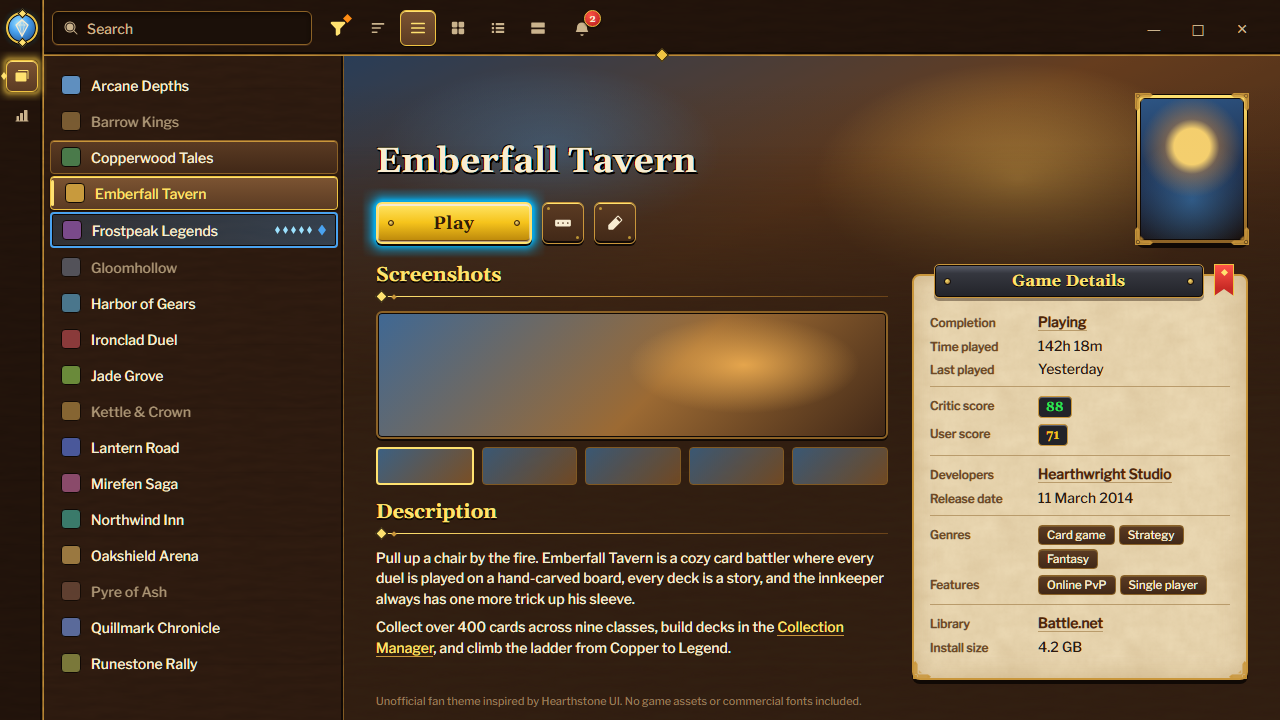 Search
2
Arcane Depths
Barrow Kings
Copperwood Tales
Emberfall Tavern
Frostpeak Legends
Gloomhollow
Harbor of Gears
Ironclad Duel
Jade Grove
Kettle & Crown
Lantern Road
Mirefen Saga
Northwind Inn
Oakshield Arena
Pyre of Ash
Quillmark Chronicle
Runestone Rally
Emberfall Tavern
Play
Screenshots
Description
Pull up a chair by the fire. Emberfall Tavern is a cozy card battler where every
duel is played on a hand-carved board, every deck is a story, and the innkeeper
always has one more trick up his sleeve.
Collect over 400 cards across nine classes, build decks in the Collection
Manager, and climb the ladder from Copper to Legend.
Unofficial fan theme inspired by Hearthstone UI. No game assets or commercial fonts included.
Game Details
Completion Playing
Time played 142h 18m
Last played Yesterday
Critic score 88
User score 71
Developers Hearthwright Studio
Release date 11 March 2014
Genres Card game Strategy
Fantasy
Features Online PvP Single player
Library Battle.net
Install size 4.2 GB